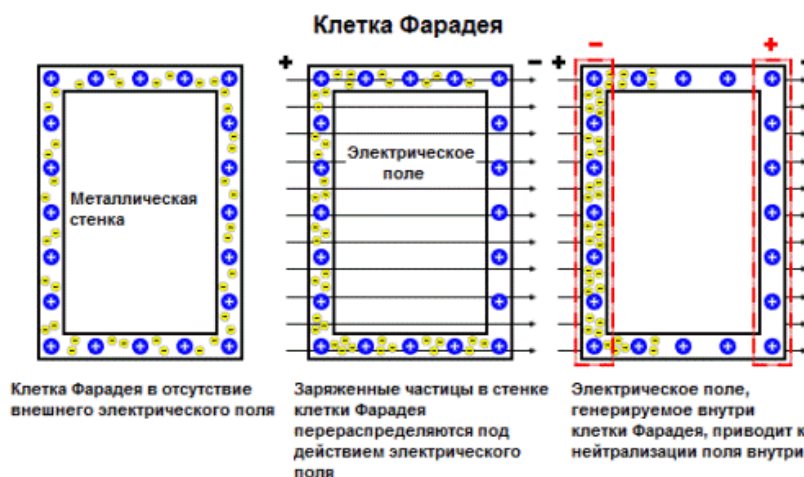 Клетка Фарадея
+
− +
−
+
Металлическая
стенка
Электрическое
поле
Клетка Фарадея в отсутствие
внешнего электрического поля
Заряженные частицы в стенке
клетки Фарадея
перераспределяются под
действием электрического
поля
Электрическое поле,
генерируемое внутри
клетки Фарадея, приводит к
нейтрализации поля внутри